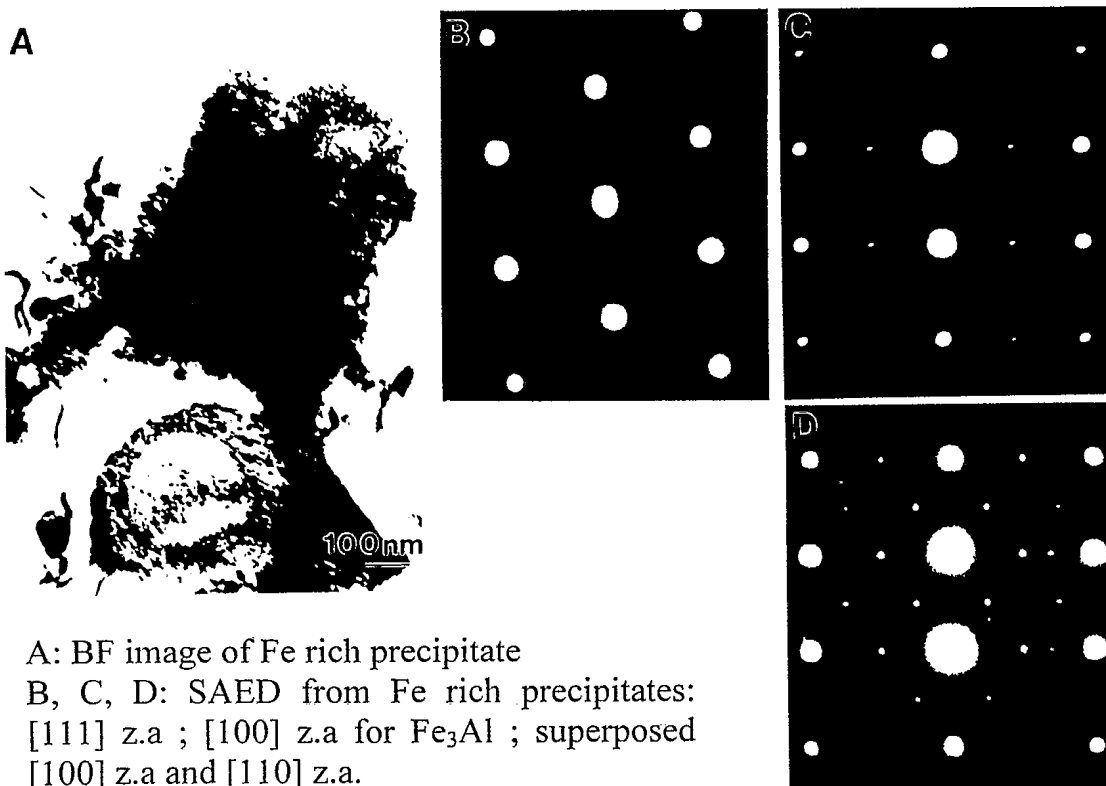 A
B
C
D
100nm
A: BF image of Fe rich precipitate
B, C, D: SAED from Fe rich precipitates:
[111] z.a ; [100] z.a for Fe₃Al ; superposed
[100] z.a and [110] z.a.